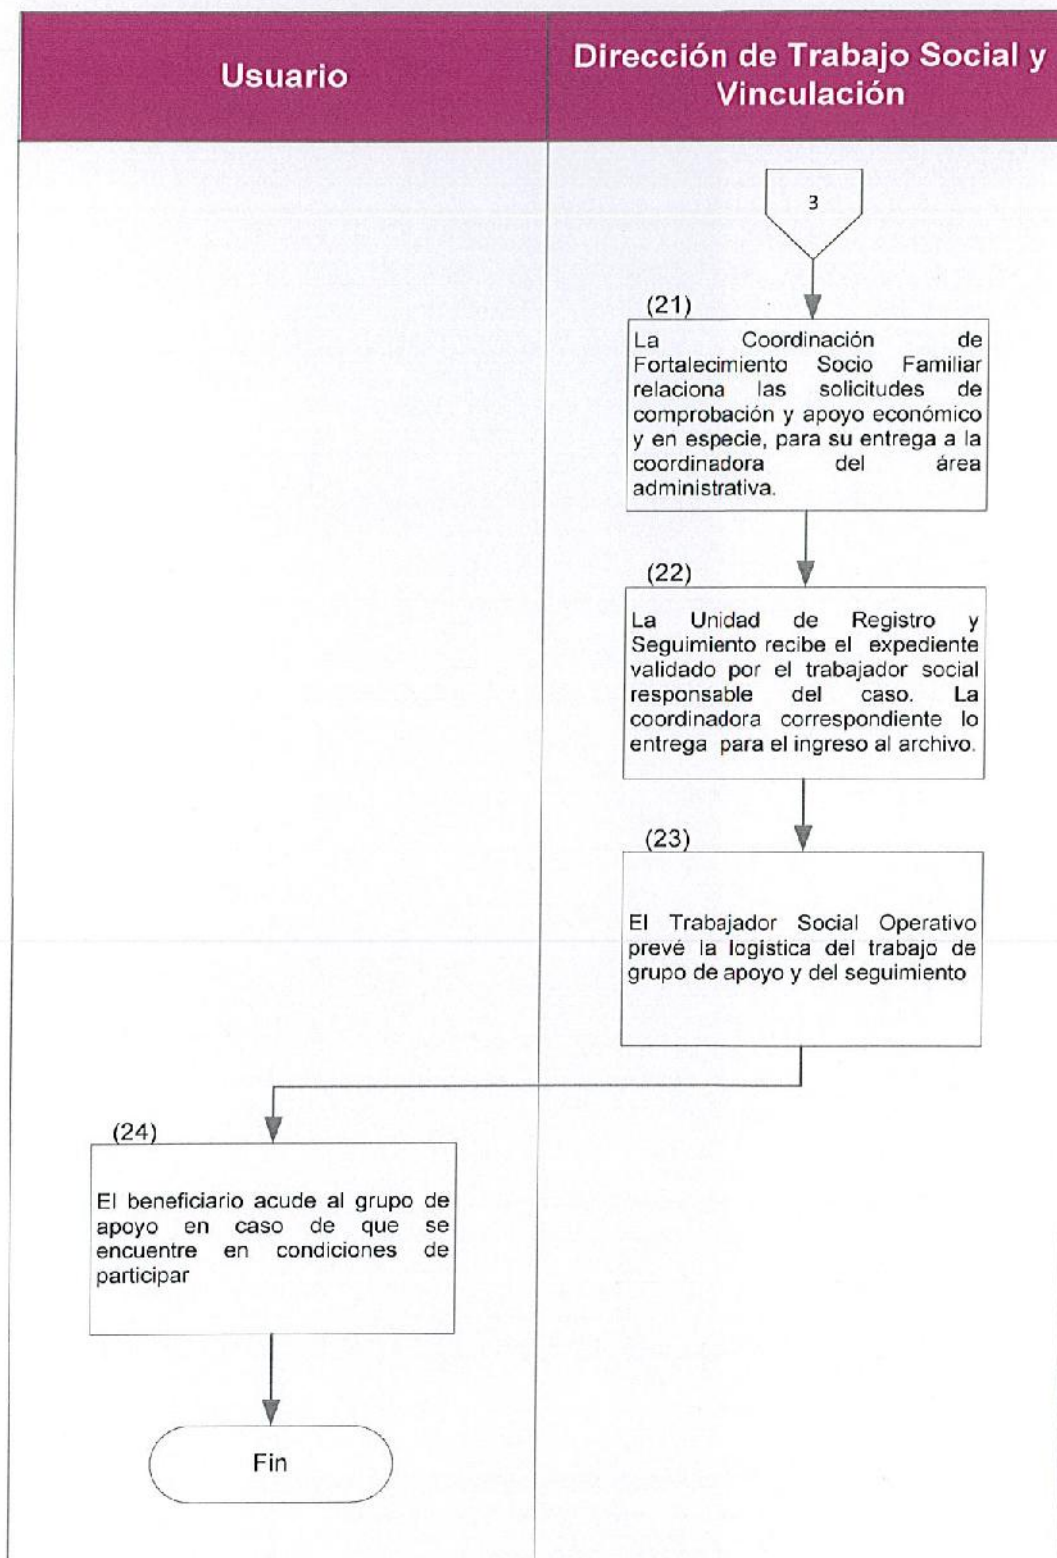 Usuario
Dirección de Trabajo Social y
Vinculación
3
(21)
La Coordinación de
Fortalecimiento Socio Familiar
relaciona las solicitudes de
comprobación y apoyo económico
y en especie, para su entrega a la
coordinadora del área
administrativa.
(22)
La Unidad de Registro y
Seguimiento recibe el expediente
validado por el trabajador social
responsable del caso. La
coordinadora correspondiente lo
entrega para el ingreso al archivo.
(23)
El Trabajador Social Operativo
prevé la logística del trabajo de
grupo de apoyo y del seguimiento
(24)
El beneficiario acude al grupo de
apoyo en caso de que se
encuentre en condiciones de
participar
Fin